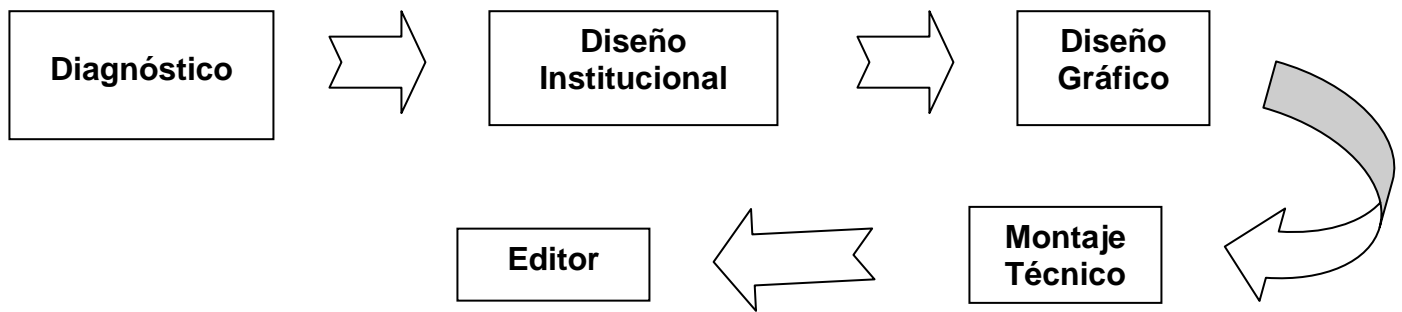 Diagnóstico
Diseño
Institucional
Diseño
Gráfico
Montaje
Técnico
Editor